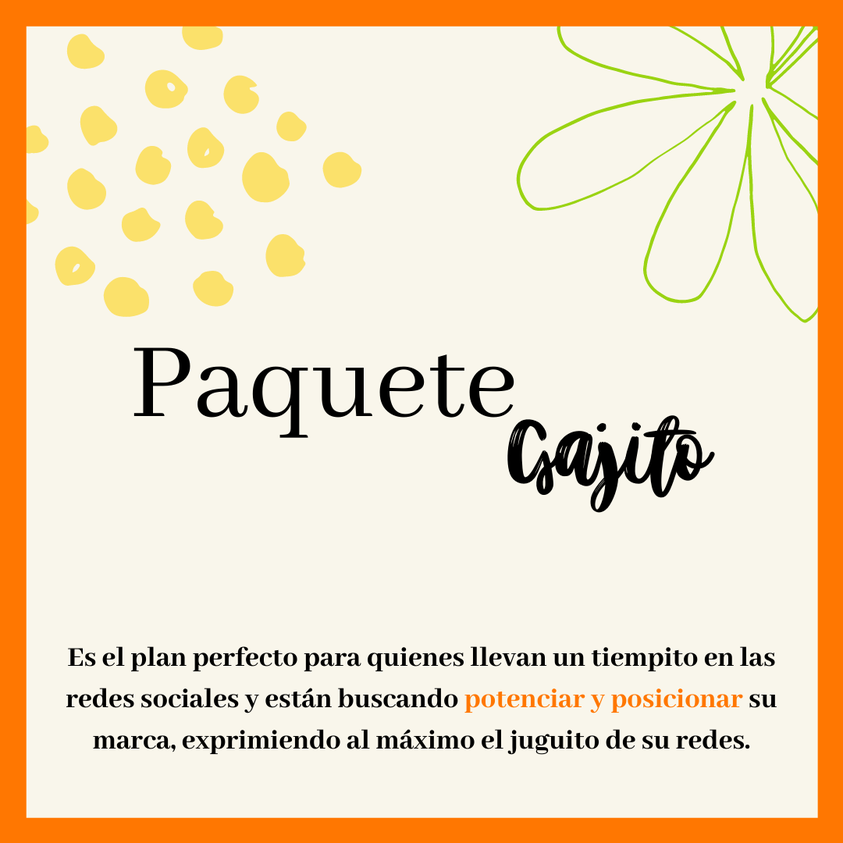 Paquete
Gajito
Es el plan perfecto para quienes llevan un tiempito en las
redes sociales y están buscando potenciar y posicionar su
marca, exprimiendo al máximo el juguito de su redes.